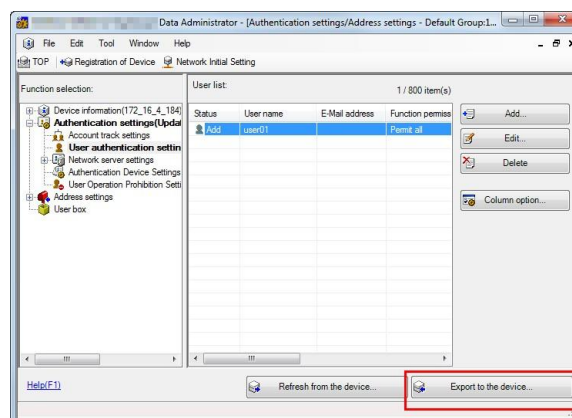 Data Administrator - [Authentication settings/Address settings - Default Group:1...
File Edit Tool Window Help
TOP Registration of Device Network Initial Setting
Function selection:
Device information(172_16_4_184)
Authentication settings(Updat
Account track settings
User authentication settin
Network server settings
Authentication Device Settings
User Operation Prohibition Setti
Address settings
User box
User list:
1 / 800 item(s)
Status User name E-Mail address Function permiss
Add user01 Permit all
Add...
Edit...
Delete
Column option...
Help(F1)
Refresh from the device...
Export to the device...